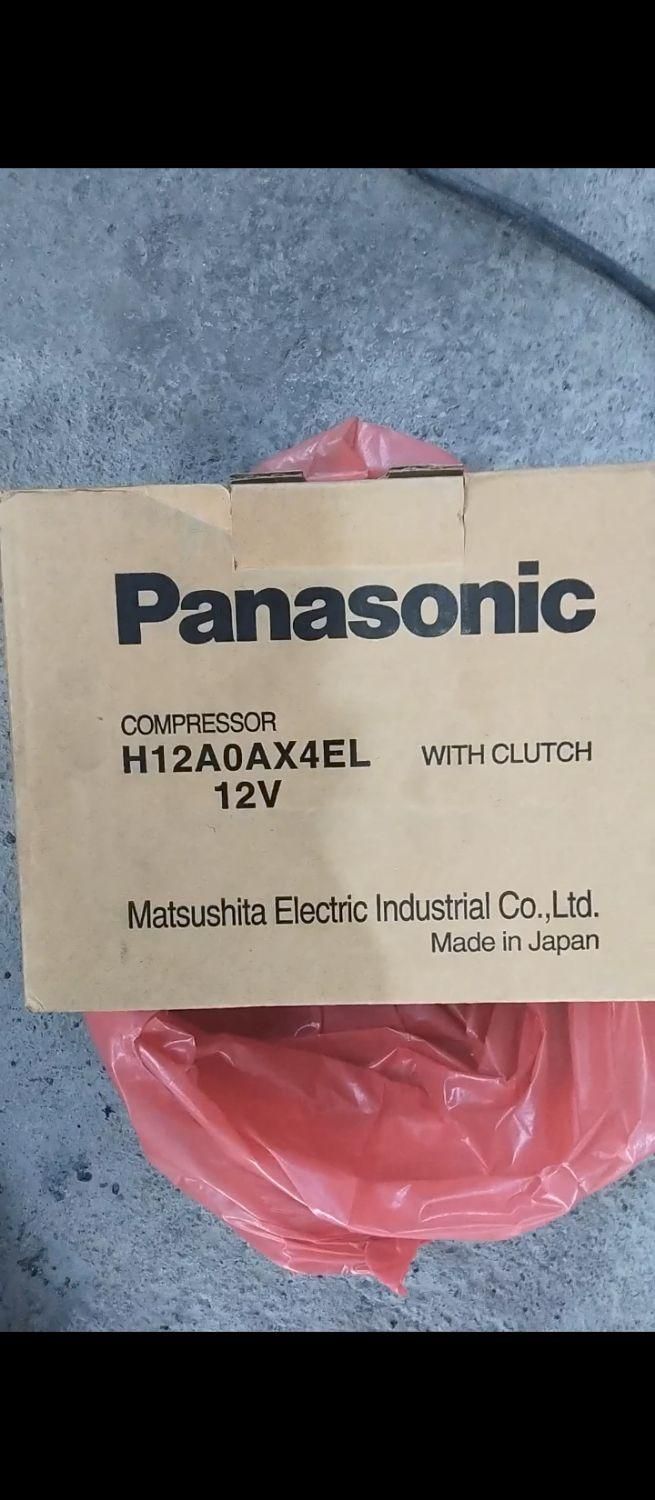 Panasonic
COMPRESSOR
H12A0AX4EL WITH CLUTCH
12V
Matsushita Electric Industrial Co.,Ltd.
Made in Japan